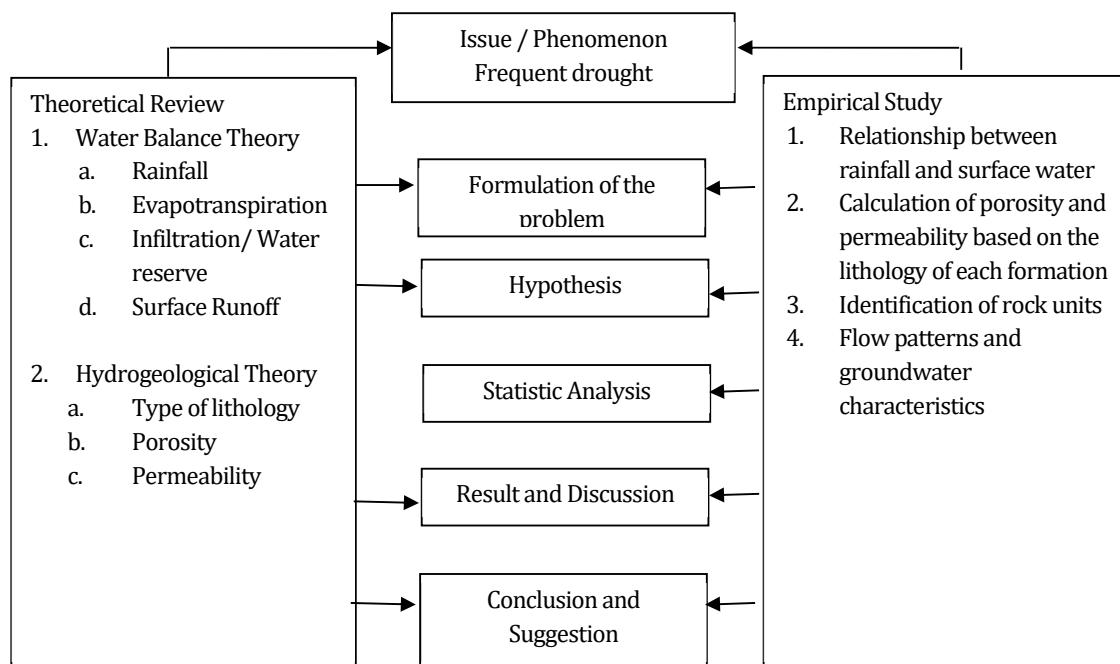 Issue / Phenomenon
Frequent drought
Theoretical Review
1. Water Balance Theory
a. Rainfall
b. Evapotranspiration
c. Infiltration/ Water
reserve
d. Surface Runoff
2. Hydrogeological Theory
a. Type of lithology
b. Porosity
c. Permeability
Formulation of the
problem
Hypothesis
Statistic Analysis
Result and Discussion
Conclusion and
Suggestion
Empirical Study
1. Relationship between
rainfall and surface water
2. Calculation of porosity and
permeability based on the
lithology of each formation
3. Identification of rock units
4. Flow patterns and
groundwater
characteristics